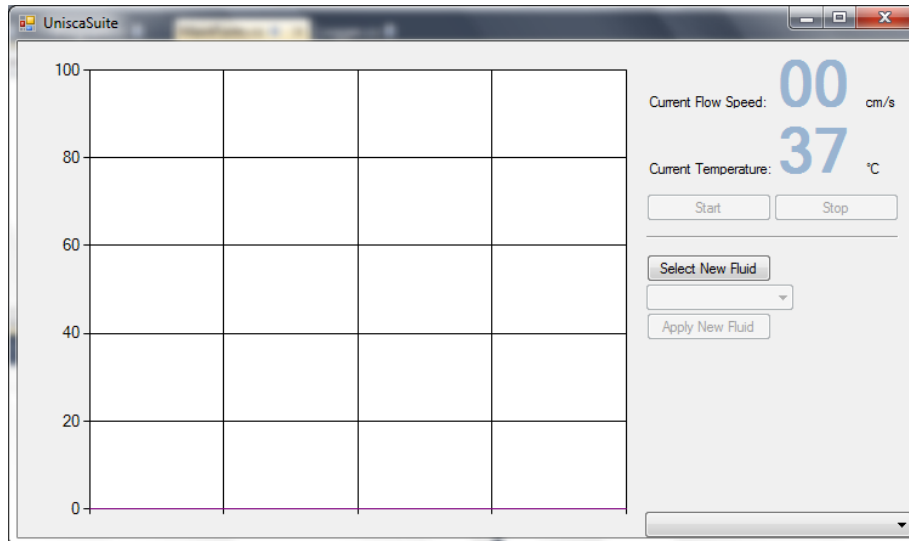 UniscaSuite
100
80
60
40
20
0
Current Flow Speed: 00 cm/s
Current Temperature: 37 °C
Start Stop
Select New Fluid
Apply New Fluid